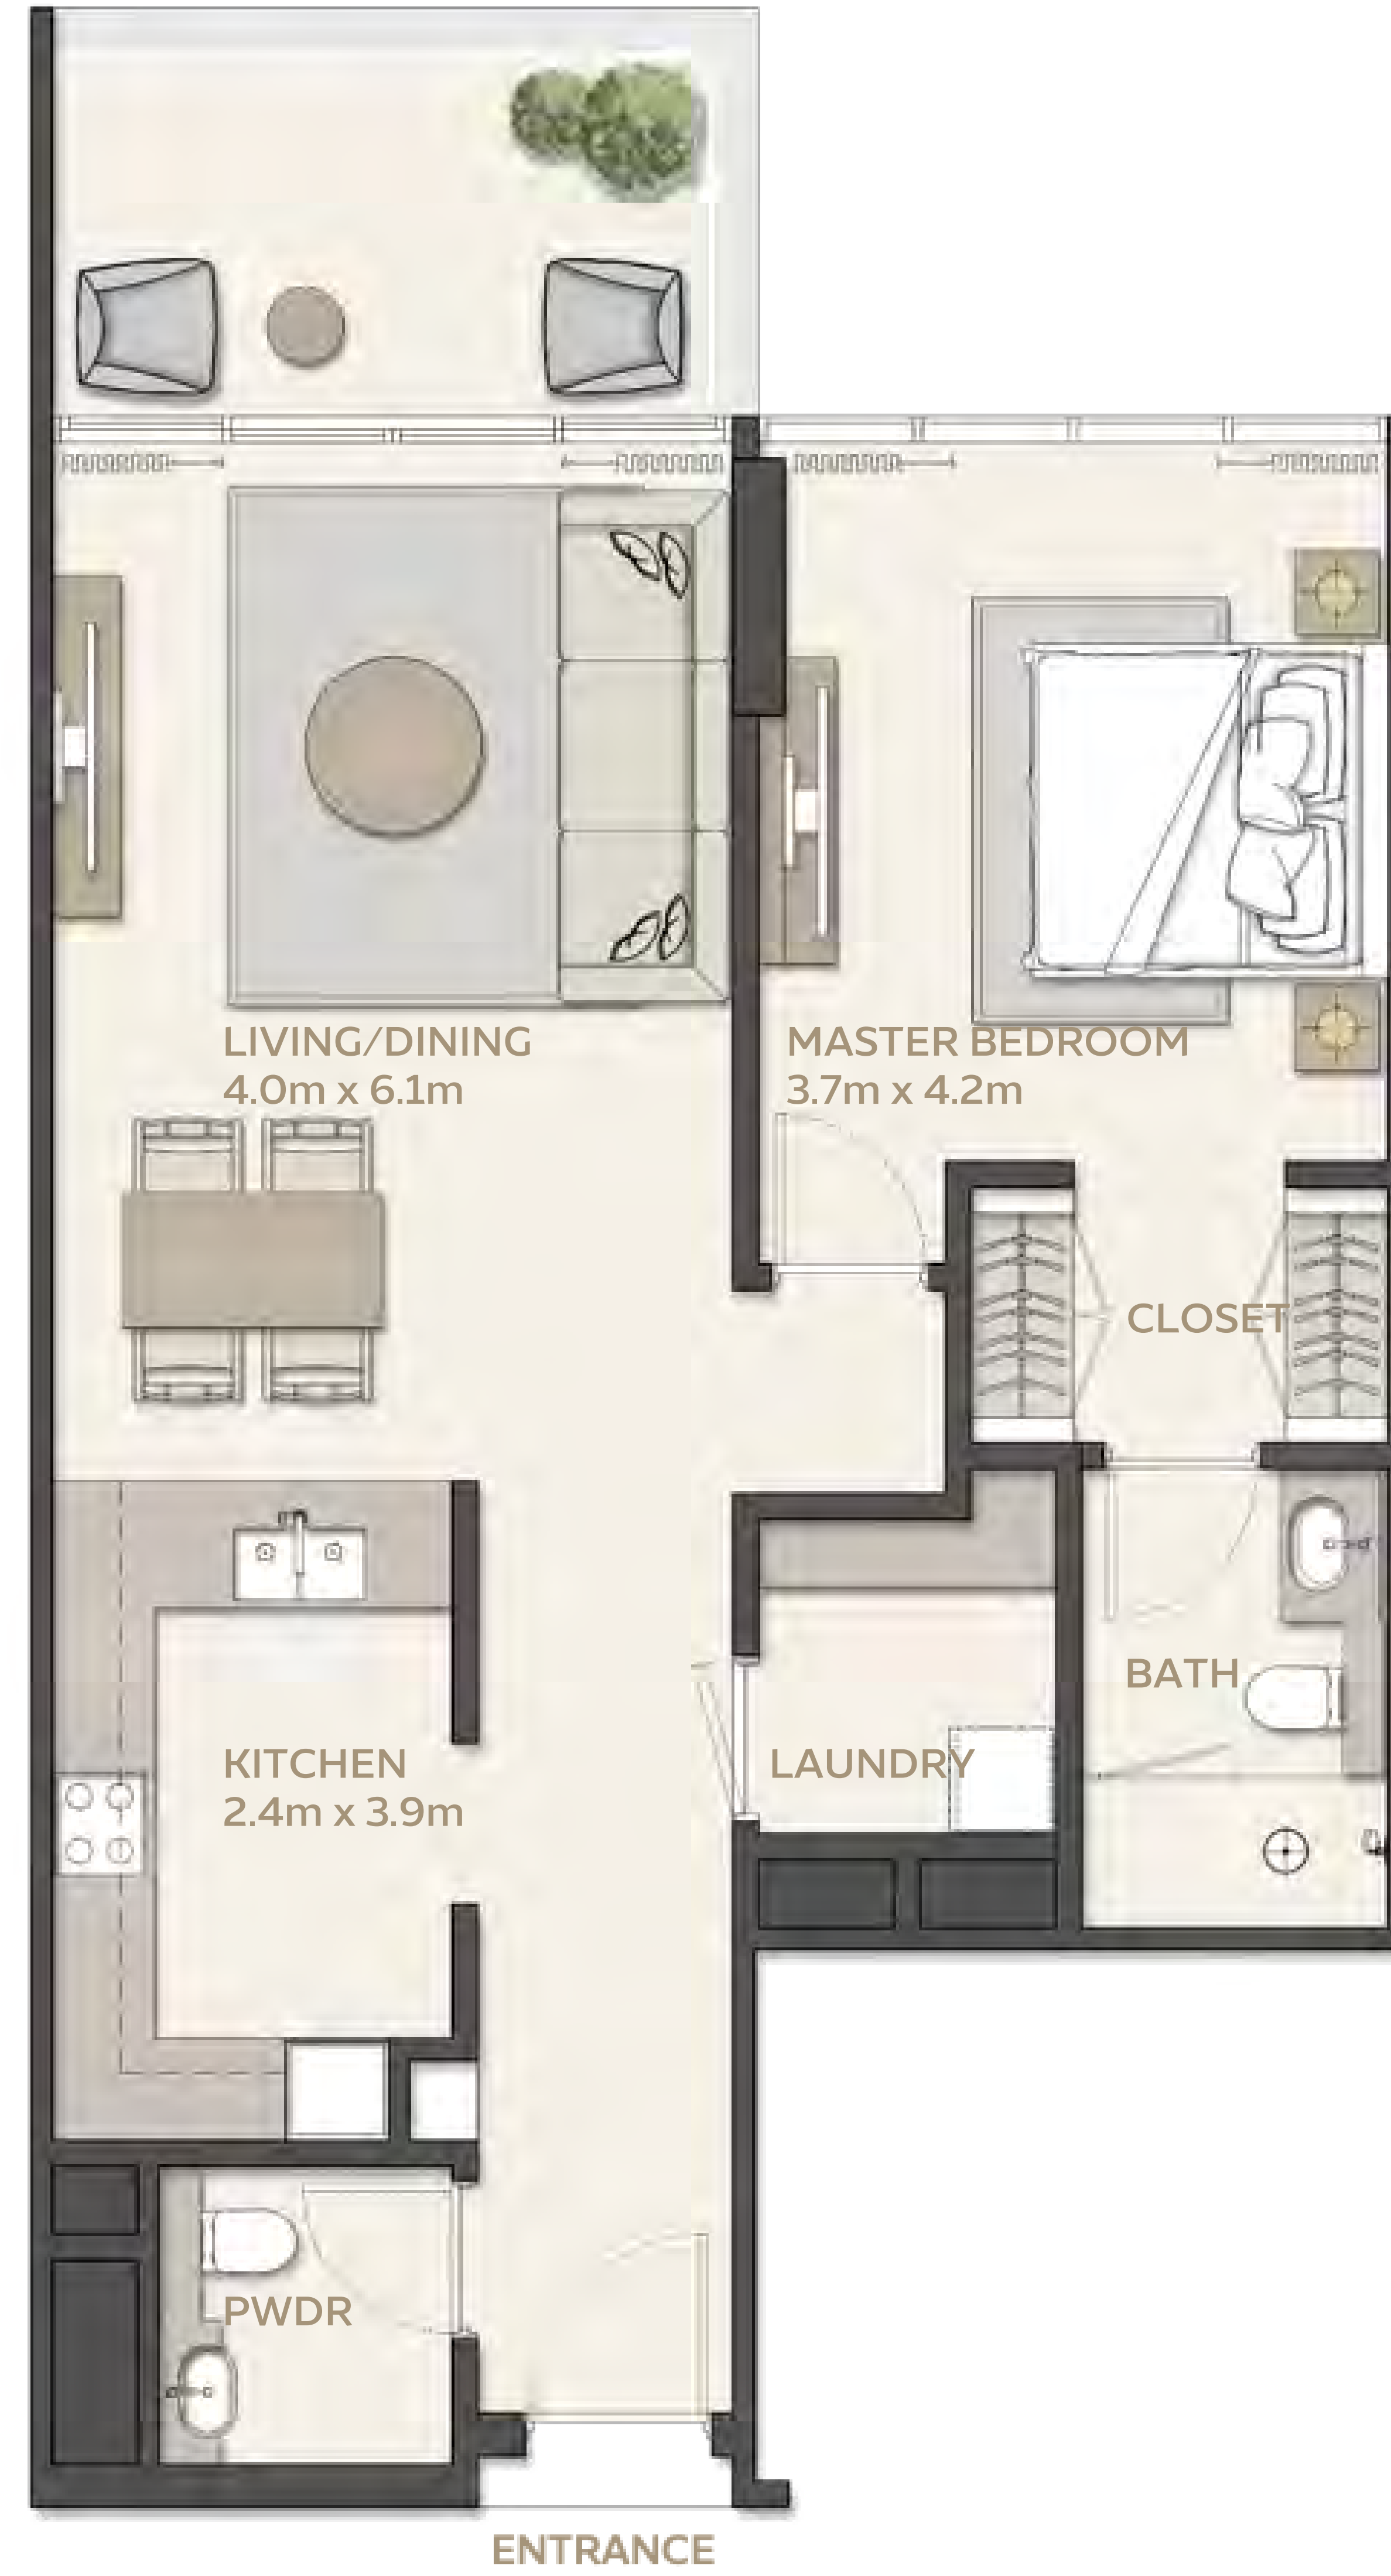 LIVING/DINING
4.0m x 6.1m
MASTER BEDROOM
3.7m x 4.2m
CLOSET
BATH
KITCHEN
2.4m x 3.9m
LAUNDRY
PWDR
ENTRANCE